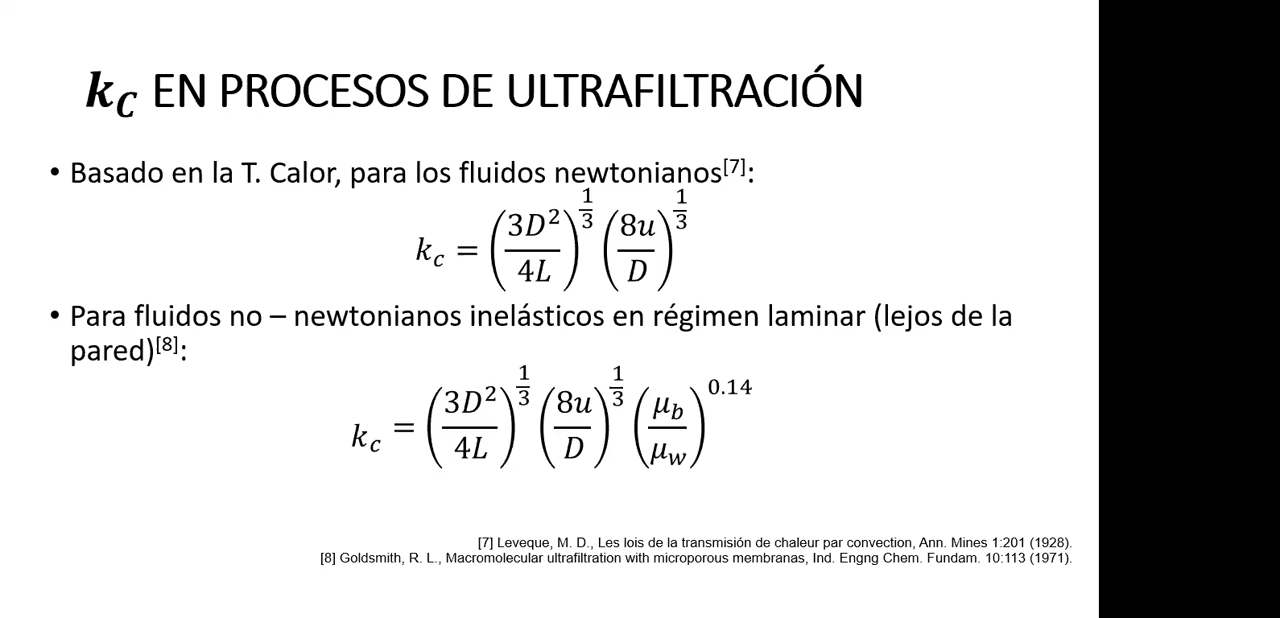 k_C EN PROCESOS DE ULTRAFILTRACIÓN
• Basado en la T. Calor, para los fluidos newtonianos[7]:
k_c = (3D²/4L)^(1/3) (8u/D)^(1/3)
• Para fluidos no – newtonianos inelásticos en régimen laminar (lejos de la
pared)[8]:
k_c = (3D²/4L)^(1/3) (8u/D)^(1/3) (μ_b/μ_w)^0.14
[7] Leveque, M. D., Les lois de la transmisión de chaleur par convection, Ann. Mines 1:201 (1928).
[8] Goldsmith, R. L., Macromolecular ultrafiltration with microporous membranas, Ind. Engng Chem. Fundam. 10:113 (1971).